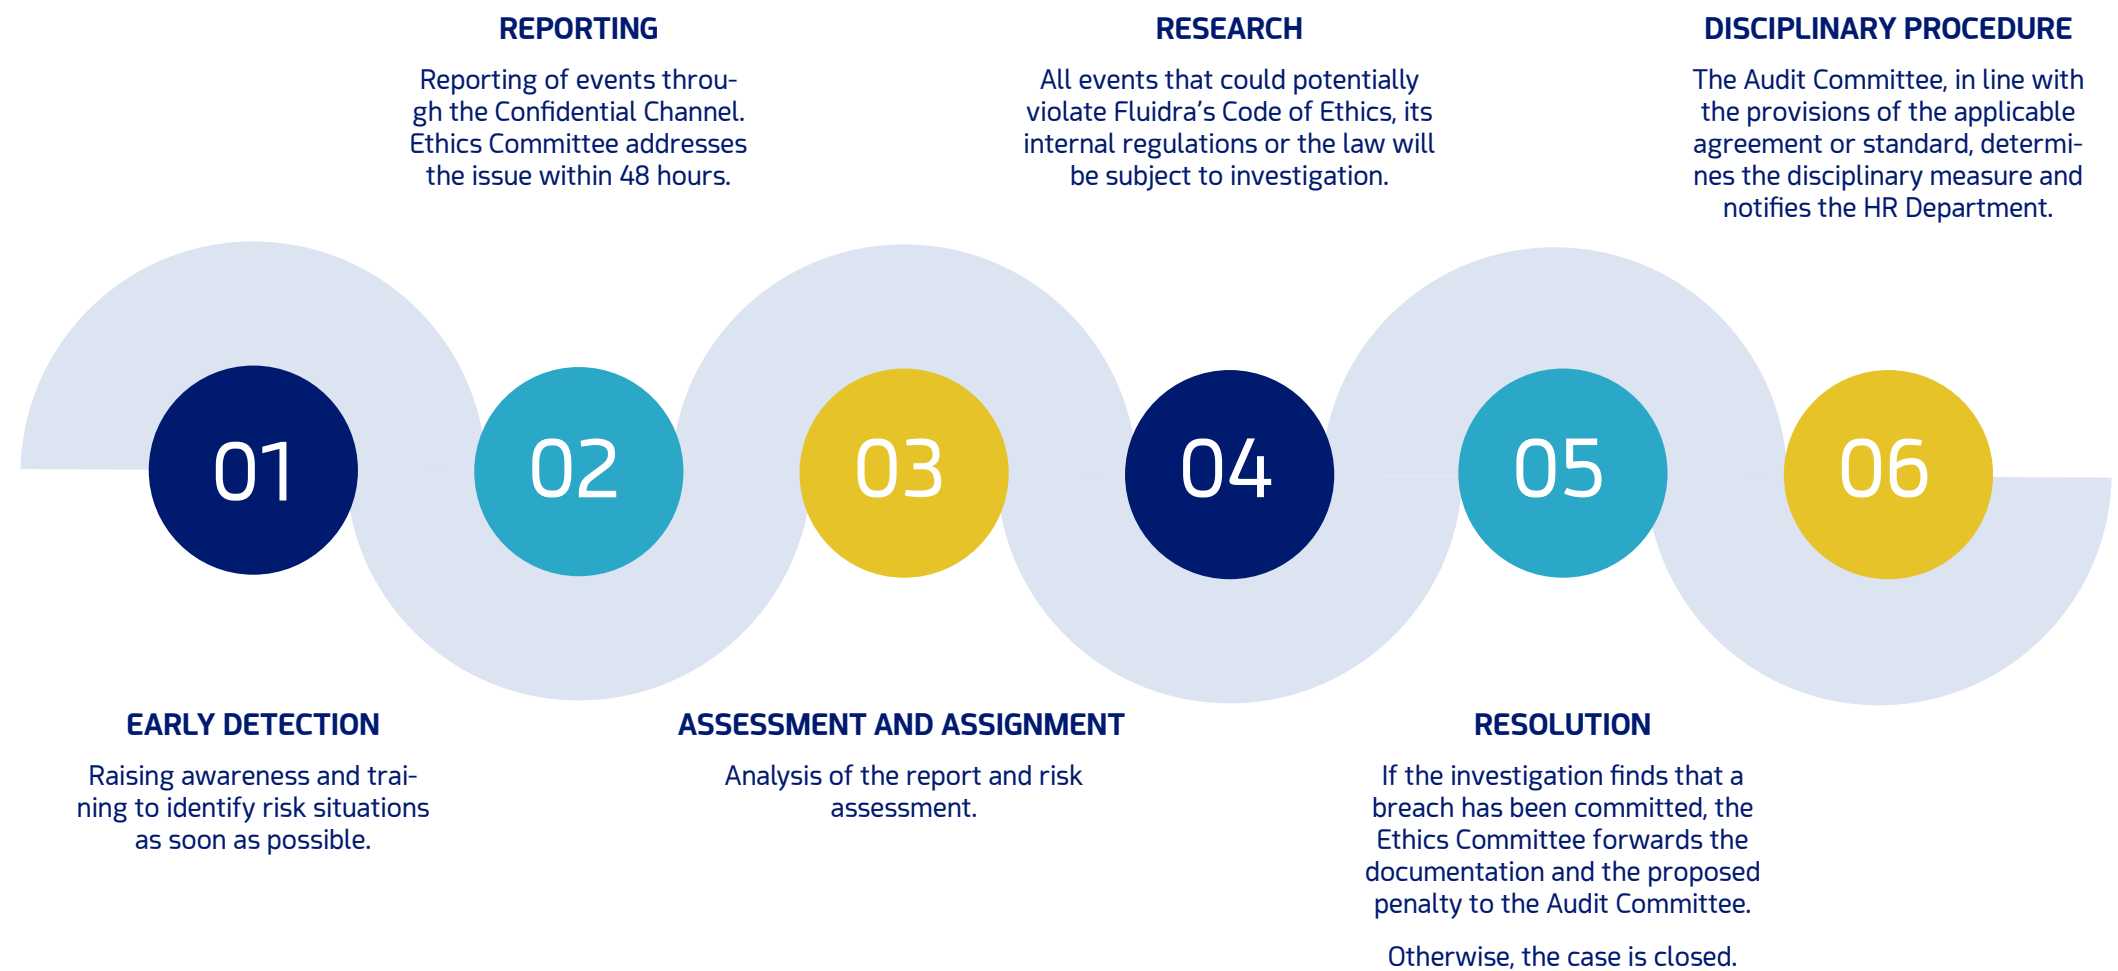 REPORTING
Reporting of events throu-
gh the Confidential Channel.
Ethics Committee addresses
the issue within 48 hours.
RESEARCH
All events that could potentially
violate Fluidra's Code of Ethics, its
internal regulations or the law will
be subject to investigation.
DISCIPLINARY PROCEDURE
The Audit Committee, in line with
the provisions of the applicable
agreement or standard, determi-
nes the disciplinary measure and
notifies the HR Department.
01
02
03
04
05
06
EARLY DETECTION
Raising awareness and trai-
ning to identify risk situations
as soon as possible.
ASSESSMENT AND ASSIGNMENT
Analysis of the report and risk
assessment.
RESOLUTION
If the investigation finds that a
breach has been committed, the
Ethics Committee forwards the
documentation and the proposed
penalty to the Audit Committee.
Otherwise, the case is closed.